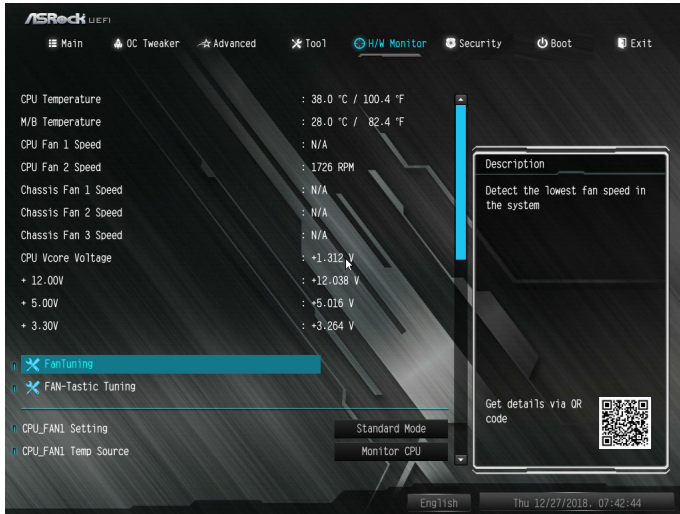 ASRock UEFI
Main OC Tweaker Advanced Tool H/W Monitor Security Boot Exit
CPU Temperature : 38.0 °C / 100.4 °F
M/B Temperature : 28.0 °C / 82.4 °F
CPU Fan 1 Speed : N/A
CPU Fan 2 Speed : 1726 RPM
Chassis Fan 1 Speed : N/A
Chassis Fan 2 Speed : N/A
Chassis Fan 3 Speed : N/A
CPU Vcore Voltage : +1.312 V
+ 12.00V : +12.038 V
+ 5.00V : +5.016 V
+ 3.30V : +3.264 V
FanTuning
FAN-Tastic Tuning
CPU_FAN1 Setting Standard Mode
CPU_FAN1 Temp Source Monitor CPU
Description
Detect the lowest fan speed in
the system
Get details via QR
code
English Thu 12/27/2018. 07:42:44